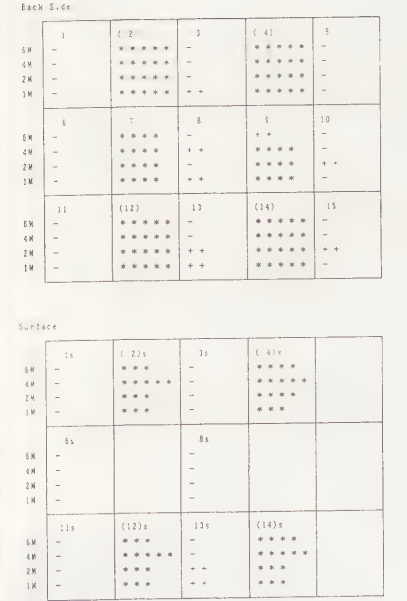 Back Side
1 ( 2 3 ( 4) 5
6M - * * * * * - * * * * * -
4M - * * * * * - * * * * * -
2M - * * * * * - * * * * * -
1M - * * * * * + + * * * * * -
6 7 8 9 10
6M - * * * * - + + -
4M - * * * * + + * * * * -
2M - * * * * - * * * * + +
1M - * * * * + + * * * * -
11 (12) 13 (14) 15
6M - * * * * * - * * * * * -
4M - * * * * * - * * * * * -
2M - * * * * * + + * * * * * + +
1M - * * * * * + + * * * * * -
Surface
1s ( 2)s 3s ( 4)s
6M - * * * - * * * *
4M - * * * * * - * * * * *
2M - * * * - * * * *
1M - * * * - * * *
6s 8s
6M - -
4M - -
2M - -
1M - -
11s (12)s 13s (14)s
6M - * * * - * * * *
4M - * * * * * - * * * * *
2M - * * * + + * * *
1M - * * * + + * * *